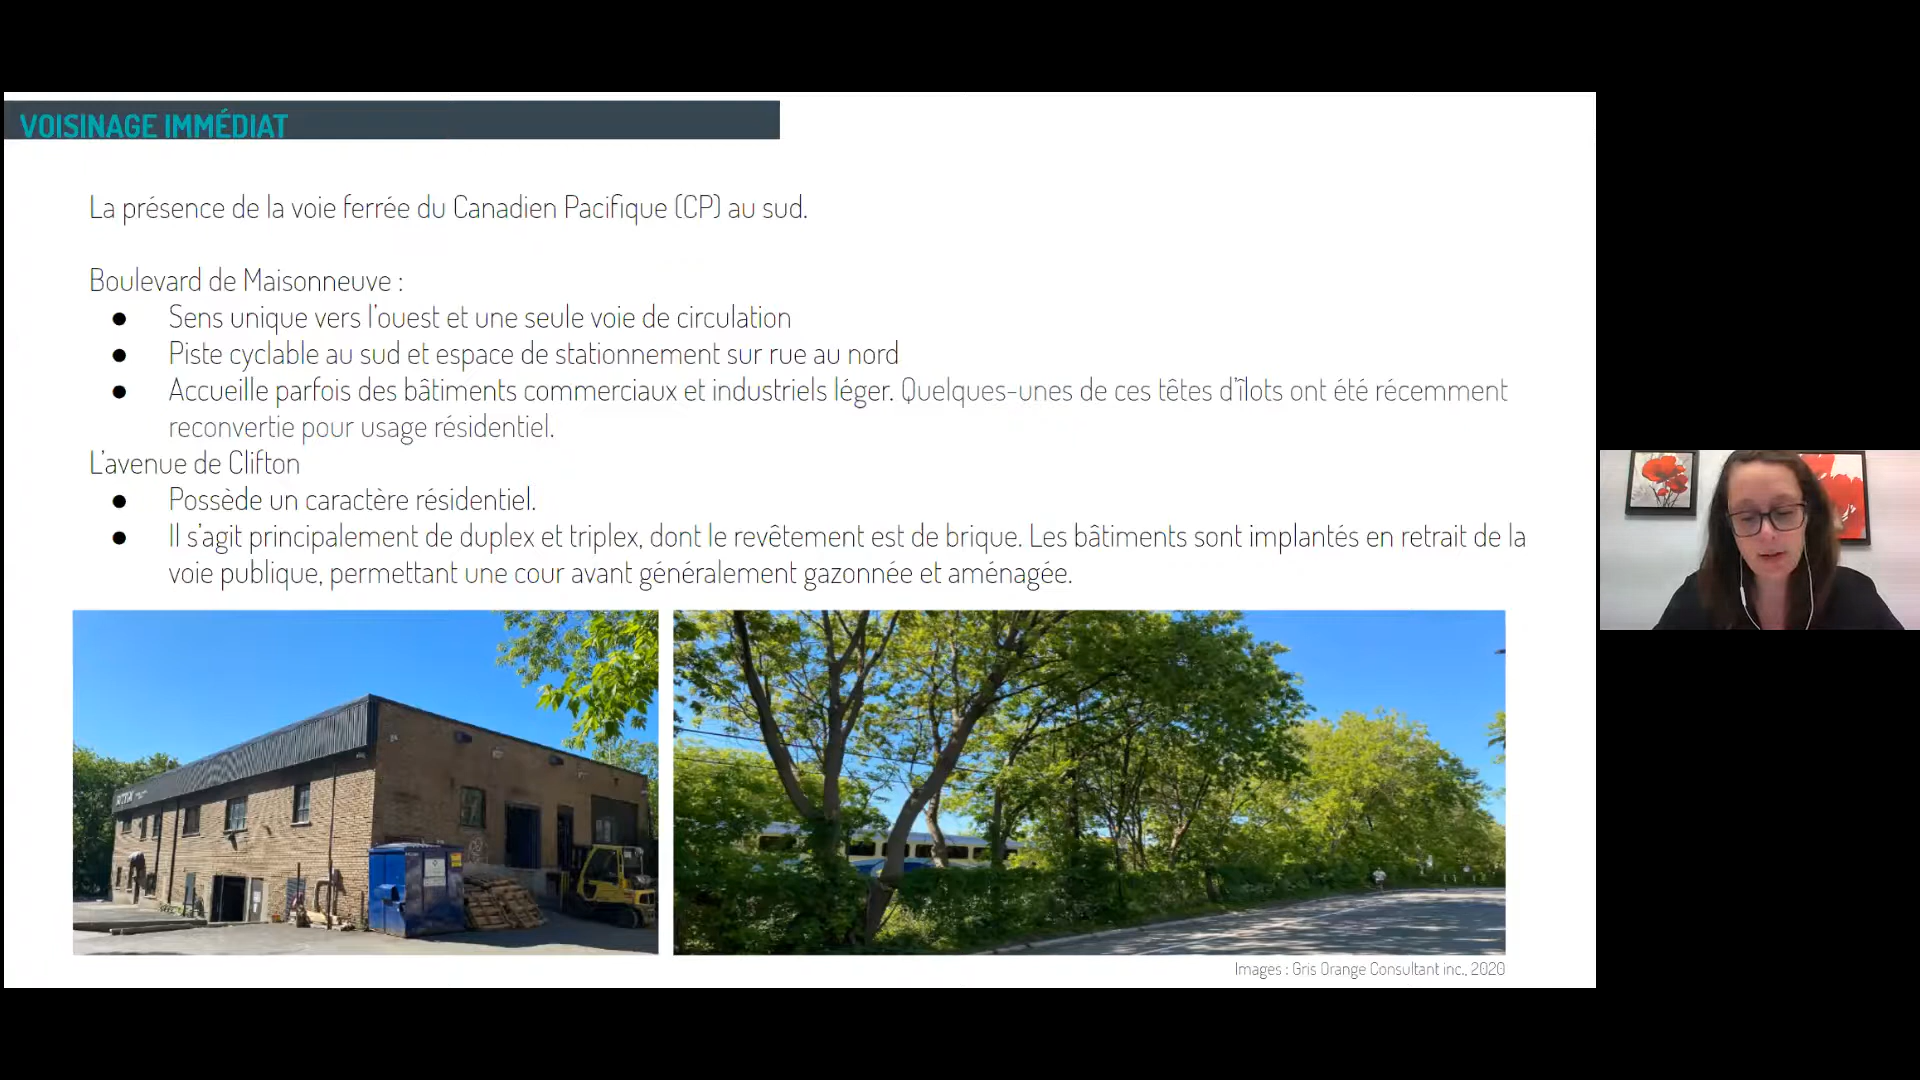 VOISINAGE IMMÉDIAT
La présence de la voie ferrée du Canadien Pacifique (CP) au sud.
Boulevard de Maisonneuve :
● Sens unique vers l'ouest et une seule voie de circulation
● Piste cyclable au sud et espace de stationnement sur rue au nord
● Accueille parfois des bâtiments commerciaux et industriels léger. Quelques-unes de ces têtes d'îlots ont été récemment
reconvertie pour usage résidentiel.
L'avenue de Clifton
● Possède un caractère résidentiel.
● Il s'agit principalement de duplex et triplex, dont le revêtement est de brique. Les bâtiments sont implantés en retrait de la
voie publique, permettant une cour avant généralement gazonnée et aménagée.
Images : Gris Orange Consultant inc., 2020